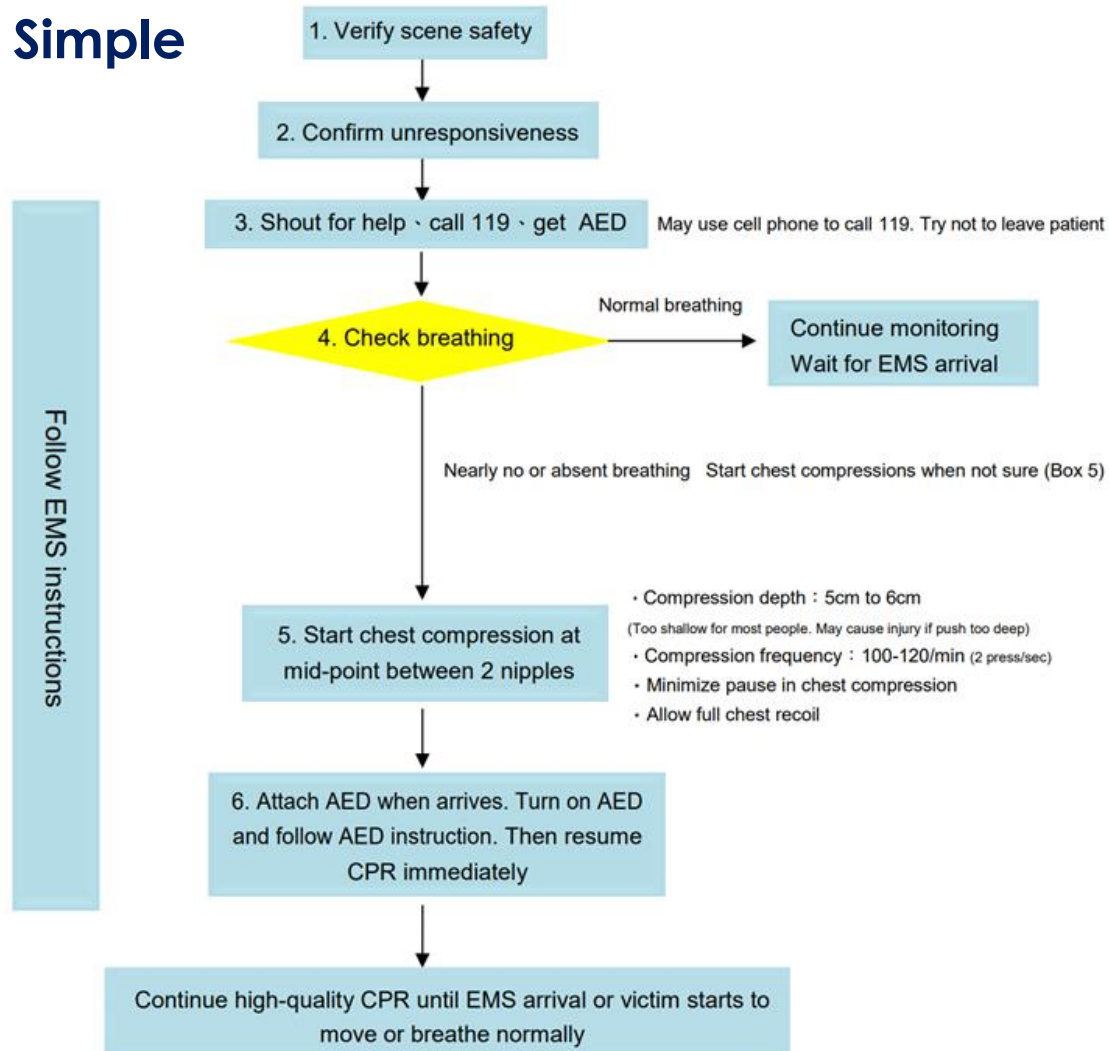 Simple
1. Verify scene safety
2. Confirm unresponsiveness
3. Shout for help、call 119、get AED
May use cell phone to call 119. Try not to leave patient
4. Check breathing
Normal breathing
Continue monitoring
Wait for EMS arrival
Follow EMS instructions
Nearly no or absent breathing Start chest compressions when not sure (Box 5)
5. Start chest compression at
mid-point between 2 nipples
・Compression depth：5cm to 6cm
(Too shallow for most people. May cause injury if push too deep)
・Compression frequency：100-120/min (2 press/sec)
・Minimize pause in chest compression
・Allow full chest recoil
6. Attach AED when arrives. Turn on AED
and follow AED instruction. Then resume
CPR immediately
Continue high-quality CPR until EMS arrival or victim starts to
move or breathe normally